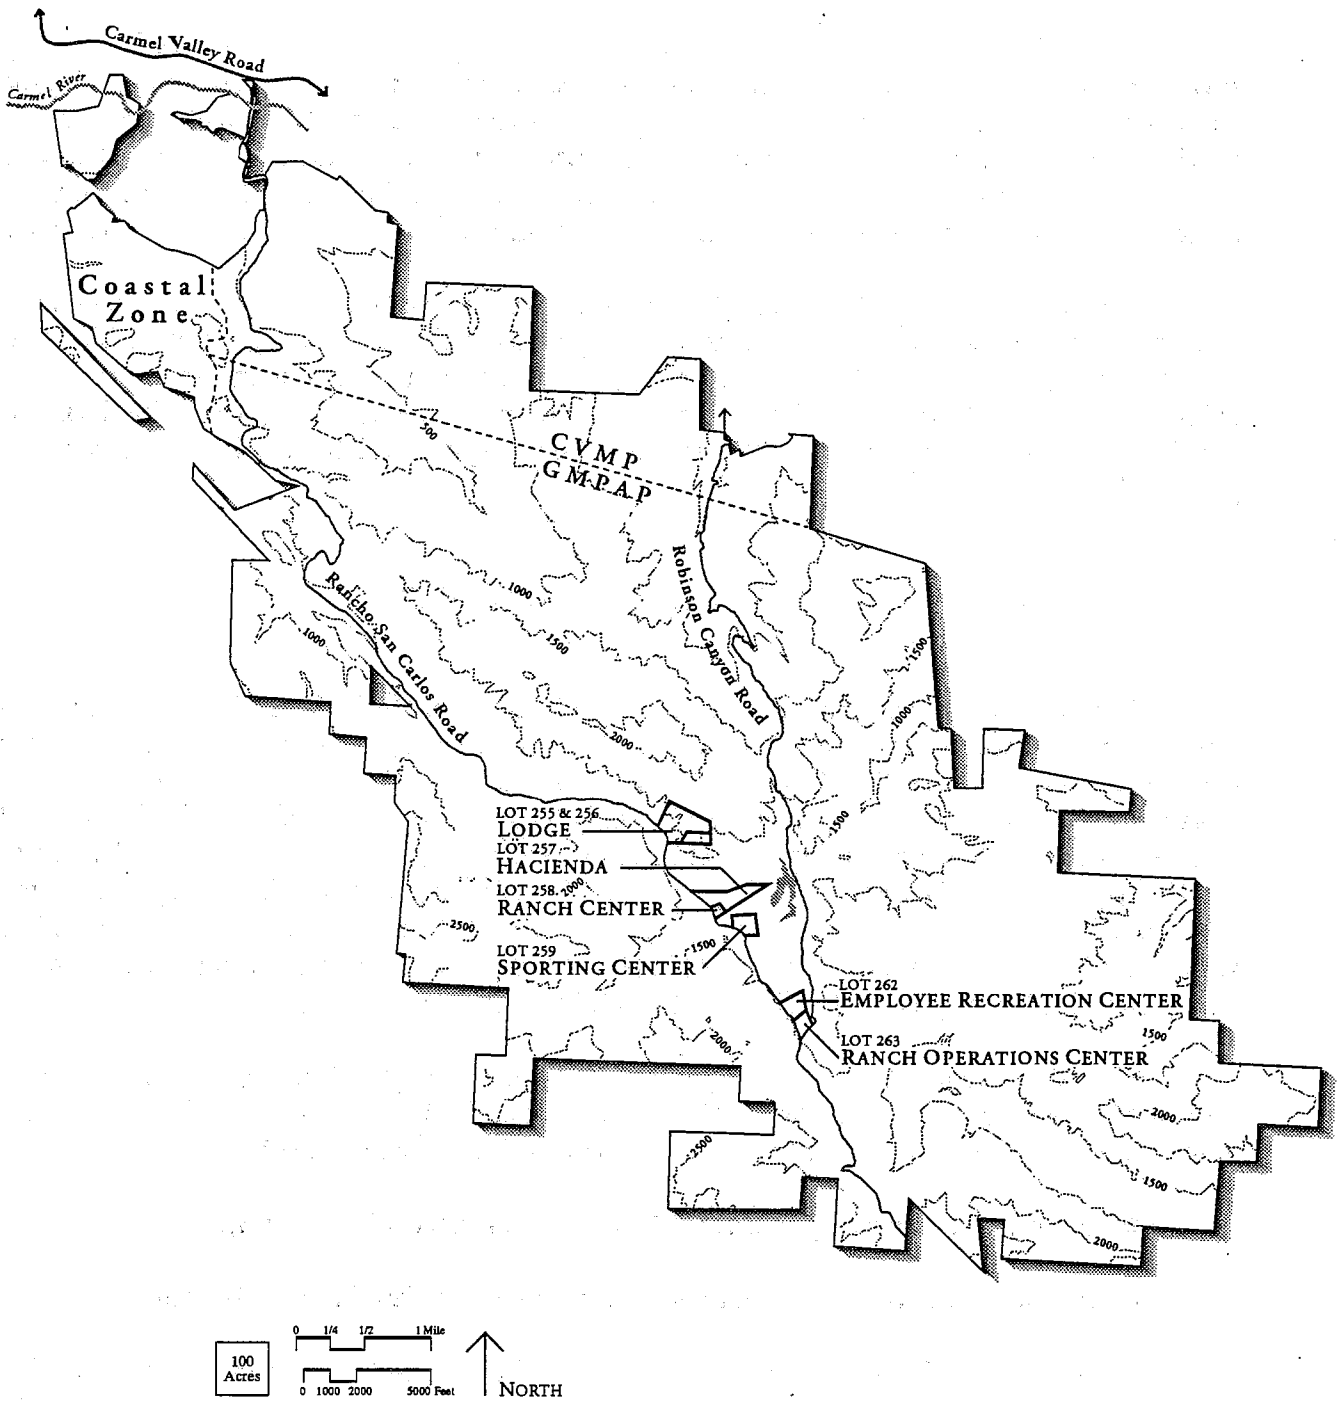 Carmel Valley Road
Carmel River
Coastal
Zone
500
CVMP
GMPAP
Robinson Canyon Road
Rancho San Carlos Road
1000
1500
1000
1500
1000
2000
1500
LOT 255 & 256
LODGE
LOT 257
HACIENDA
LOT 258
2000
RANCH CENTER
2500
1500
LOT 259
SPORTING CENTER
LOT 262
EMPLOYEE RECREATION CENTER
2000
1500
LOT 263
RANCH OPERATIONS CENTER
2000
2500
1500
2000
0 1/4 1/2 1 Mile
100
Acres
0 1000 2000 5000 Feet
NORTH